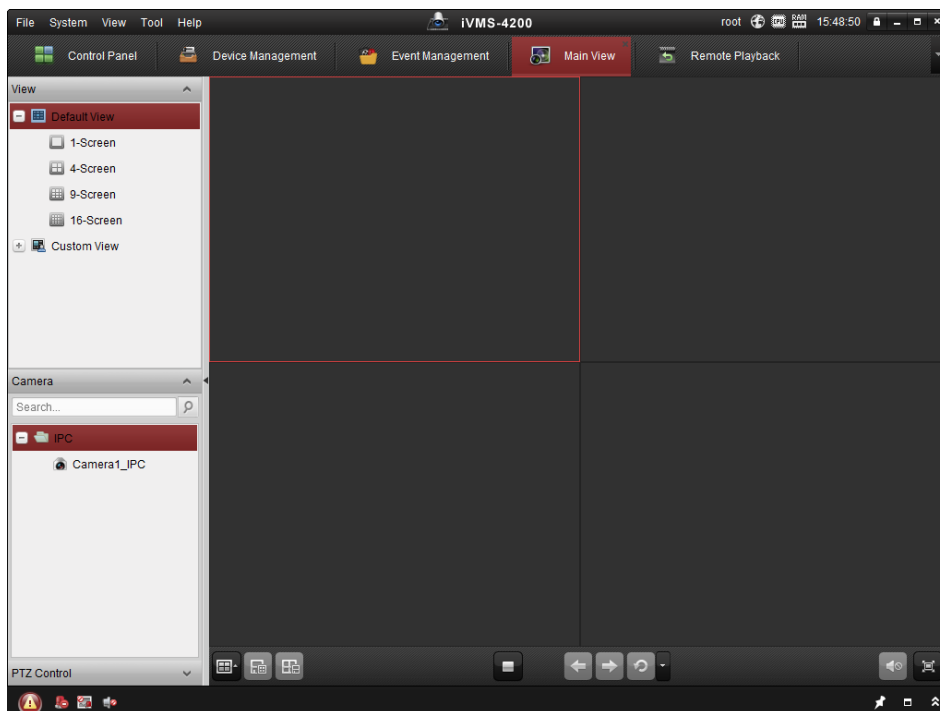 File System View Tool Help iVMS-4200 root CPU RAM 15:48:50
Control Panel Device Management Event Management Main View Remote Playback
View
Default View
1-Screen
4-Screen
9-Screen
16-Screen
Custom View
Camera
Search...
IPC
Camera1_IPC
PTZ Control